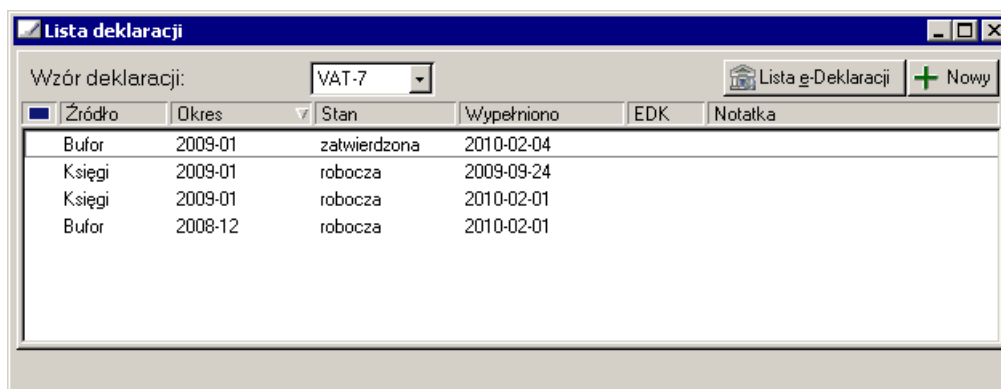 Lista deklaracji
Wzór deklaracji: VAT-7 Lista e-Deklaracji Nowy
Źródło Okres Stan Wypełniono EDK Notatka
Bufor 2009-01 zatwierdzona 2010-02-04
Księgi 2009-01 robocza 2009-09-24
Księgi 2009-01 robocza 2010-02-01
Bufor 2008-12 robocza 2010-02-01